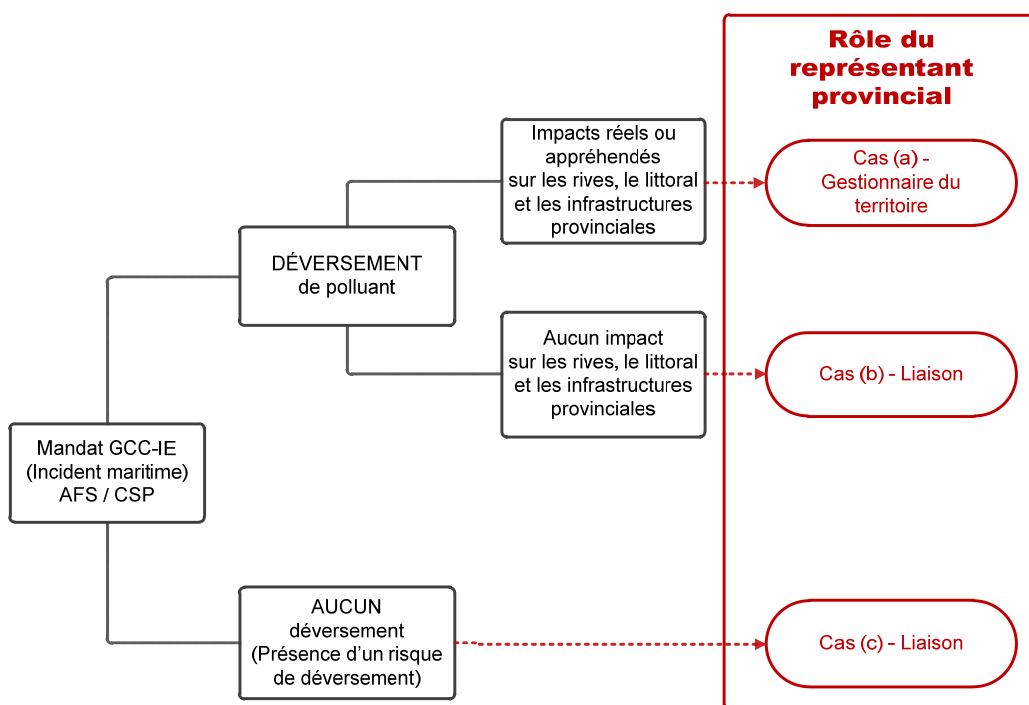 Rôle du
représentant
provincial
Impacts réels ou
appréhendés
sur les rives, le littoral
et les infrastructures
provinciales
Cas (a) -
Gestionnaire du
territoire
DÉVERSEMENT
de polluant
Aucun impact
sur les rives, le littoral
et les infrastructures
provinciales
Cas (b) - Liaison
Mandat GCC-IE
(Incident maritime)
AFS / CSP
AUCUN
déversement
(Présence d'un risque
de déversement)
Cas (c) - Liaison